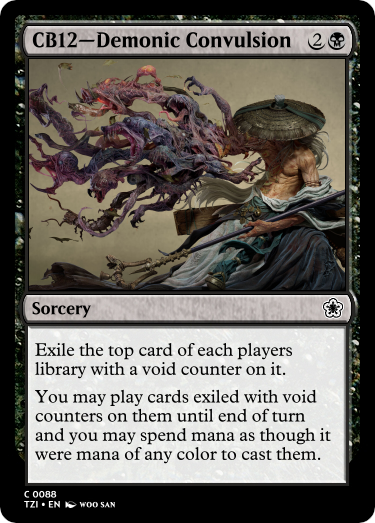 CB12—Demonic Convulsion 2
Sorcery
Exile the top card of each players
library with a void counter on it.
You may play cards exiled with void
counters on them until end of turn
and you may spend mana as though it
were mana of any color to cast them.
C 0088
TZI • EN WOO SAN